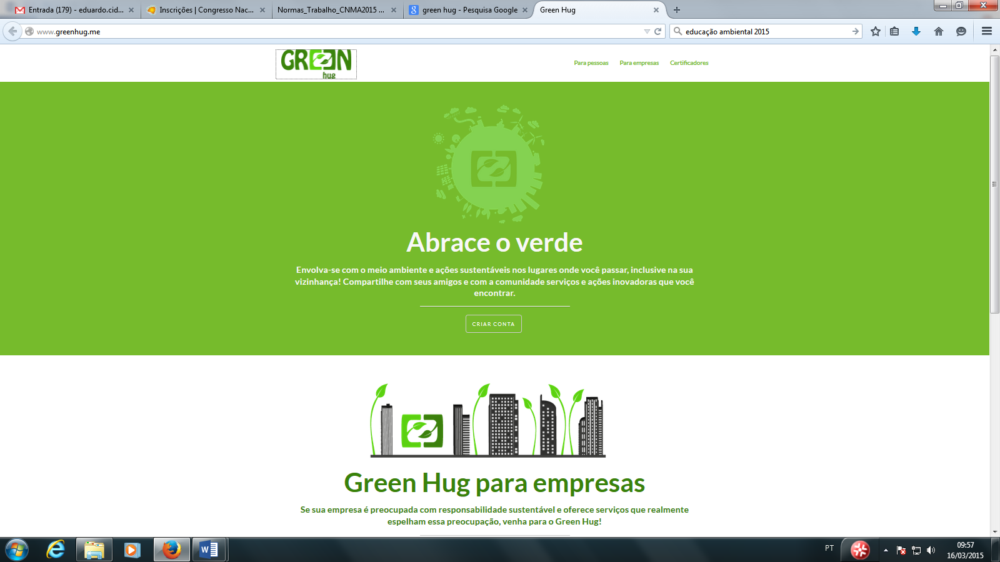 Entrada (179) - eduardo.cid...
Inscrições | Congresso Nac...
Normas_Trabalho_CNMA2015 ...
green hug - Pesquisa Google
Green Hug
www.greenhug.me
educação ambiental 2015
GREEN
hug
Para pessoas
Para empresas
Certificadores
Abrace o verde
Envolva-se com o meio ambiente e ações sustentáveis nos lugares onde você passar, inclusive na sua
vizinhança! Compartilhe com seus amigos e com a comunidade serviços e ações inovadoras que você
encontrar.
CRIAR CONTA
Green Hug para empresas
Se sua empresa é preocupada com responsabilidade sustentável e oferece serviços que realmente
espelham essa preocupação, venha para o Green Hug!
PT
09:57
16/03/2015